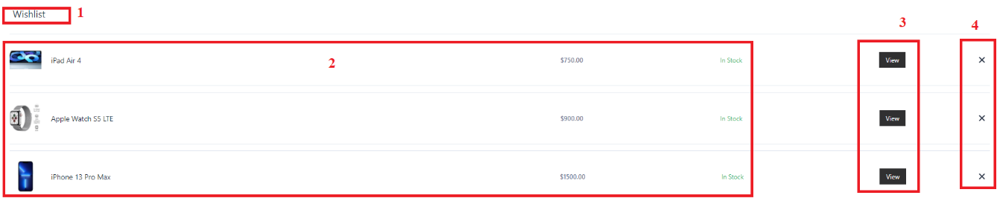 Wishlist 1
3
4
2
iPad Air 4 $750.00 In Stock View ✕
Apple Watch S5 LTE $900.00 In Stock View ✕
iPhone 13 Pro Max $1500.00 In Stock View ✕